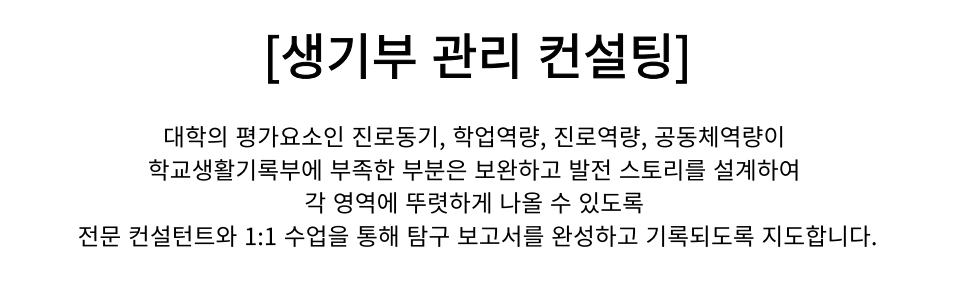 [생기부 관리 컨설팅]
대학의 평가요소인 진로동기, 학업역량, 진로역량, 공동체역량이
학교생활기록부에 부족한 부분은 보완하고 발전 스토리를 설계하여
각 영역에 뚜렷하게 나올 수 있도록
전문 컨설턴트와 1:1 수업을 통해 탐구 보고서를 완성하고 기록되도록 지도합니다.